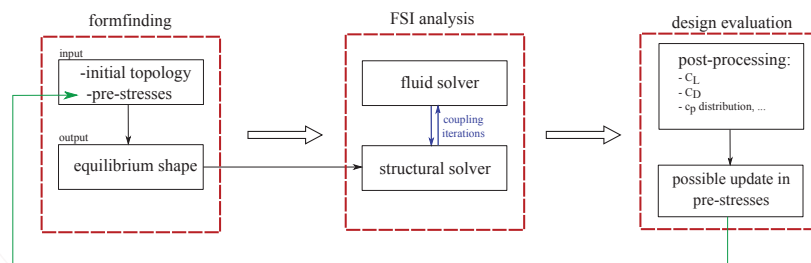 formfinding
input
-initial topology
-pre-stresses
output
equilibrium shape
FSI analysis
fluid solver
coupling
iterations
structural solver
design evaluation
post-processing:
- CL
- CD
- cp distribution, ...
possible update in
pre-stresses